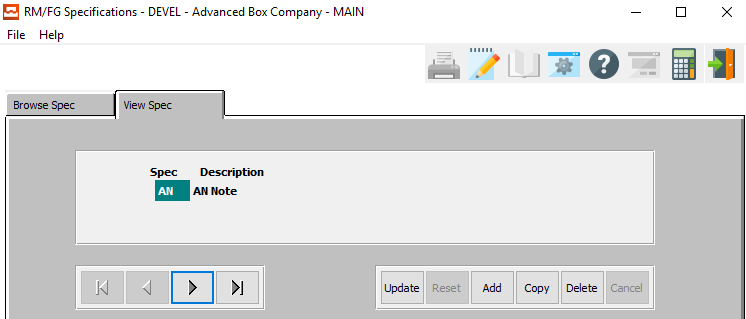 RM/FG Specifications - DEVEL - Advanced Box Company - MAIN
File Help
?
Browse Spec View Spec
Spec Description
AN AN Note
Update Reset Add Copy Delete Cancel